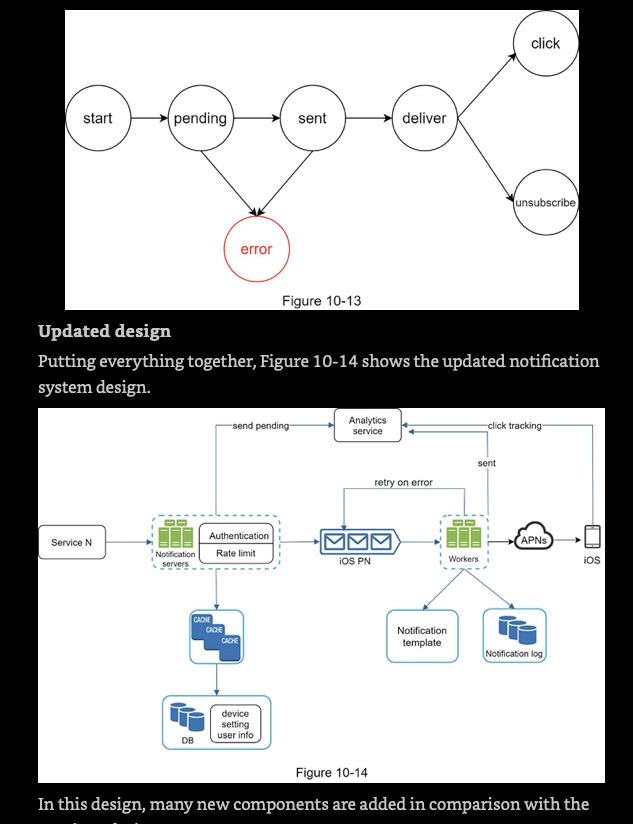 click
start
pending
sent
deliver
unsubscribe
error
Figure 10-13
Updated design
Putting everything together, Figure 10-14 shows the updated notification
system design.
Analytics
service
send pending
click tracking
sent
retry on error
Service N
Notification
servers
Authentication
Rate limit
iOS PN
Workers
APNs
iOS
CACHE
CACHE
CACHE
Notification
template
Notification log
DB
device
setting
user info
Figure 10-14
In this design, many new components are added in comparison with the